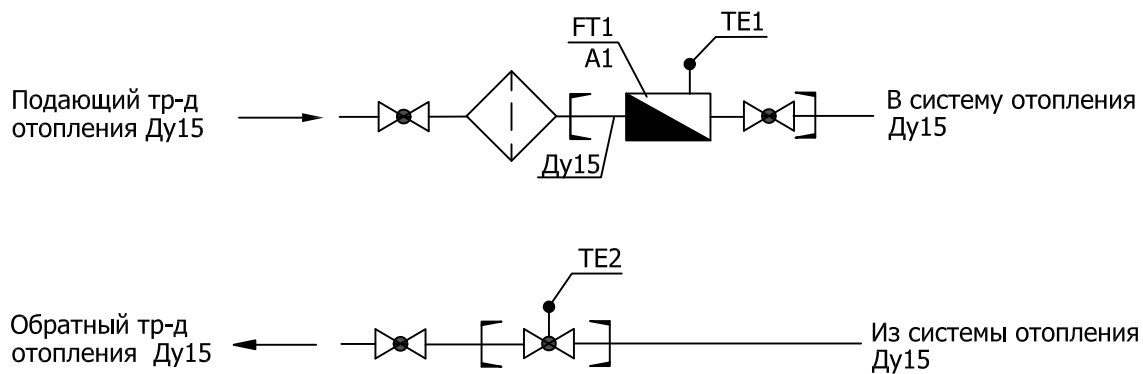 FT1
A1
TE1
Подающий тр-д
отопления Ду15
В систему отопления
Ду15
Ду15
TE2
Обратный тр-д
отопления Ду15
Из системы отопления
Ду15